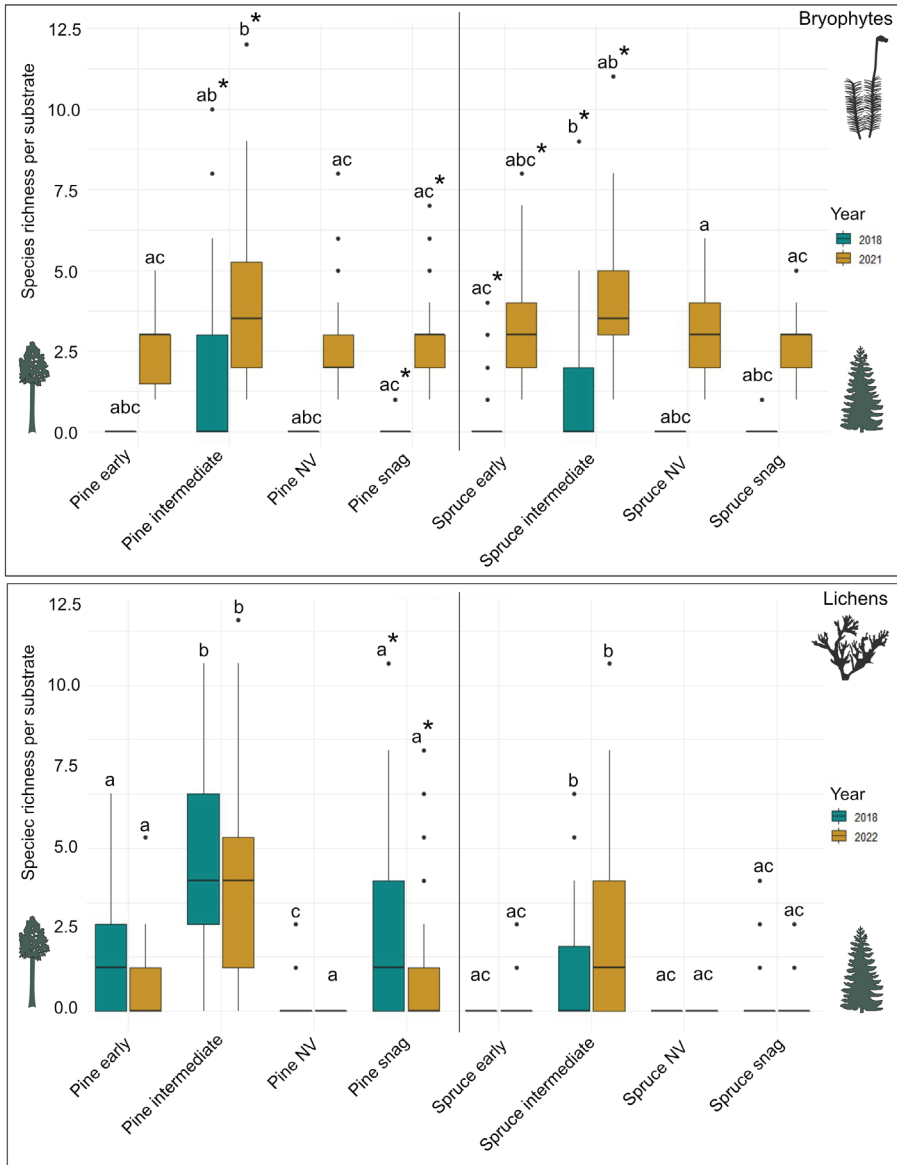 Bryophytes
Species richness per substrate
12.5
10.0
7.5
5.0
2.5
0.0
abc
ac
ab*
b*
abc
ac
ac*
ac*
ac*
abc*
b*
ab*
abc
a
abc
ac
Year
2018
2021
Pine early
Pine intermediate
Pine NV
Pine snag
Spruce early
Spruce intermediate
Spruce NV
Spruce snag
Lichens
Speciec richness per substrate
12.5
10.0
7.5
5.0
2.5
0.0
a
a
b
b
c
a
a*
a*
ac
ac
b
b
ac
ac
ac
ac
Year
2018
2022
Pine early
Pine intermediate
Pine NV
Pine snag
Spruce early
Spruce intermediate
Spruce NV
Spruce snag